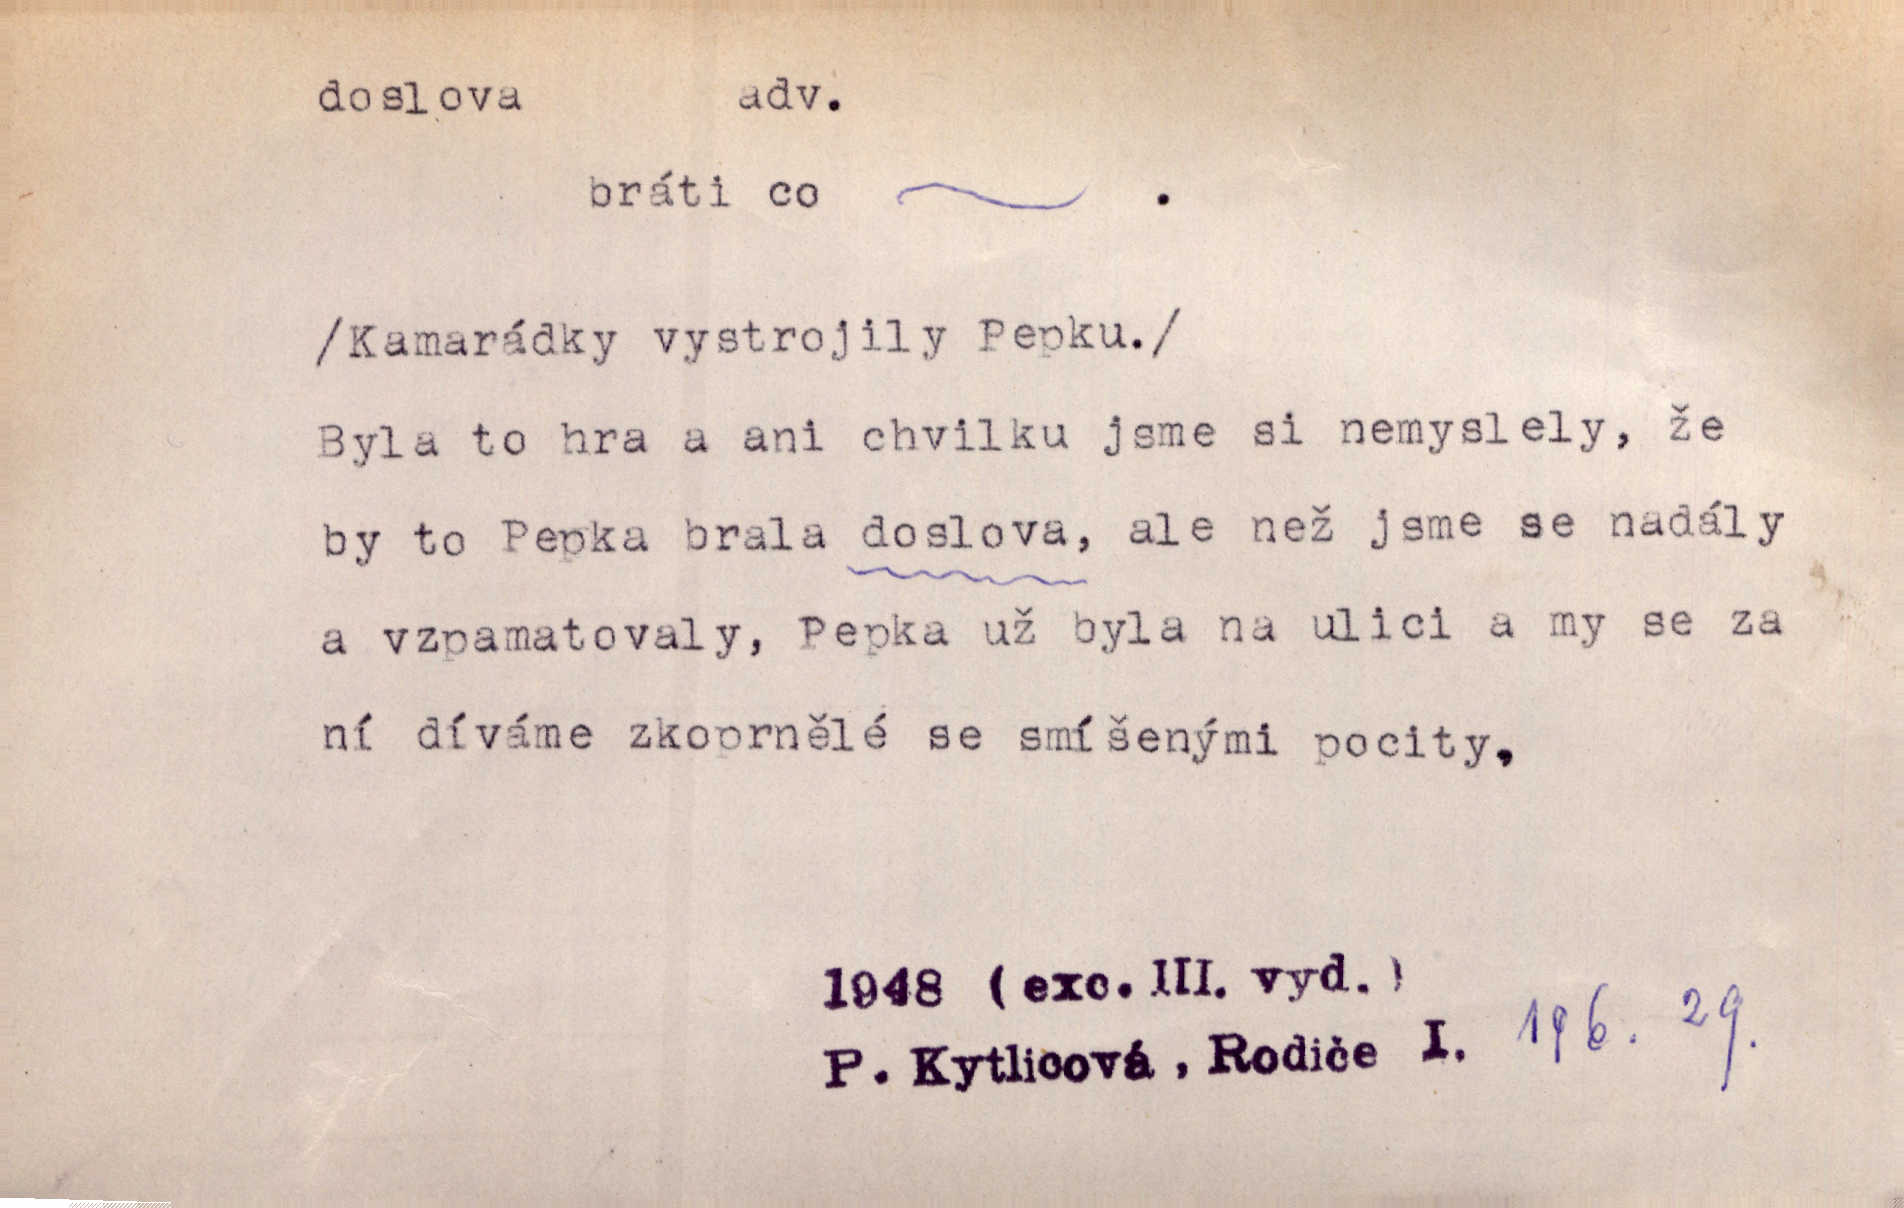 doslova adv.
bráti co ~ .
/Kamarádky vystrojily Pepku./
Byla to hra a ani chvilku jsme si nemyslely, že
by to Pepka brala doslova, ale než jsme se nadály
a vzpamatovaly, Pepka už byla na ulici a my se za
ní díváme zkoprnělé se smíšenými pocity.
1948 (exc. III. vyd.)
P. Kytlicová, Rodiče I. 196. 29.